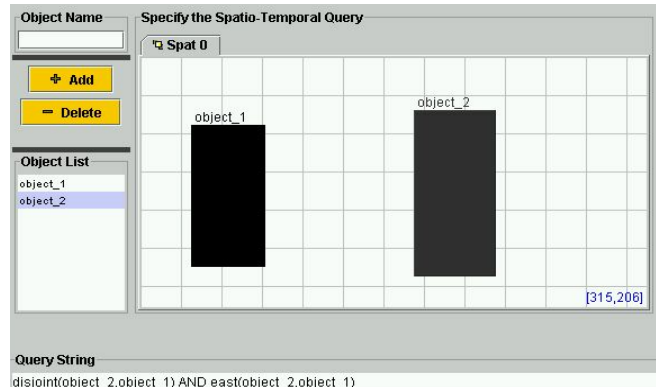 Object Name
Specify the Spatio-Temporal Query
Spat 0
Add
Delete
object_1
object_2
Object List
object_1
object_2
[315,206]
Query String
disjoint(object_2,object_1) AND east(object_2,object_1)